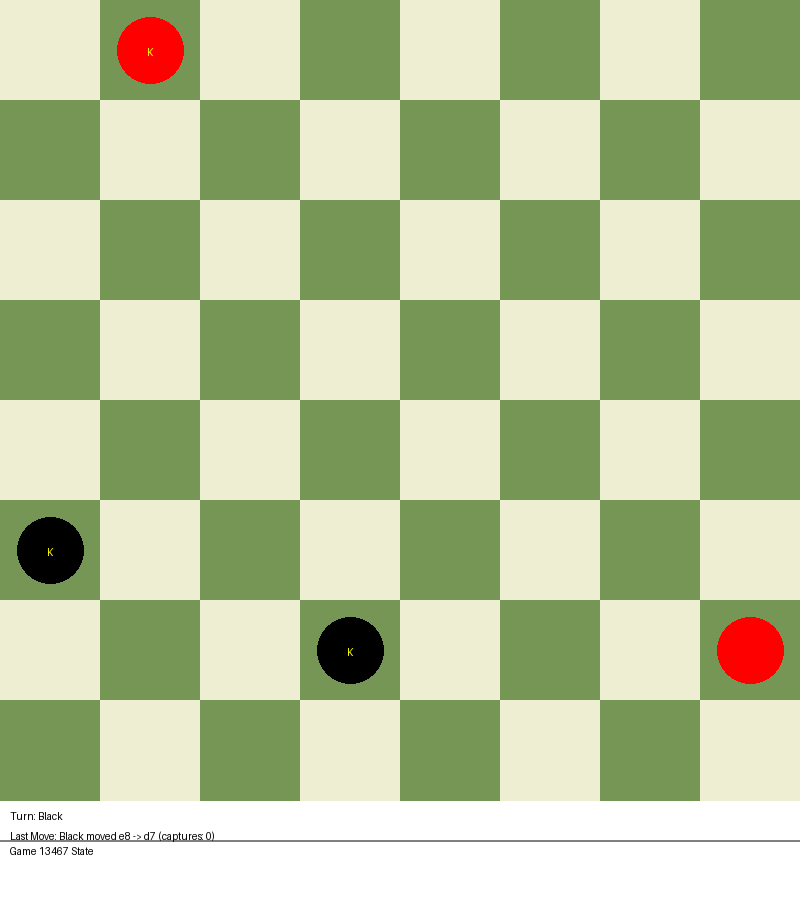 K
K
K
Turn: Black
Last Move: Black moved e8 -> d7 (captures: 0)
Game 13467 State